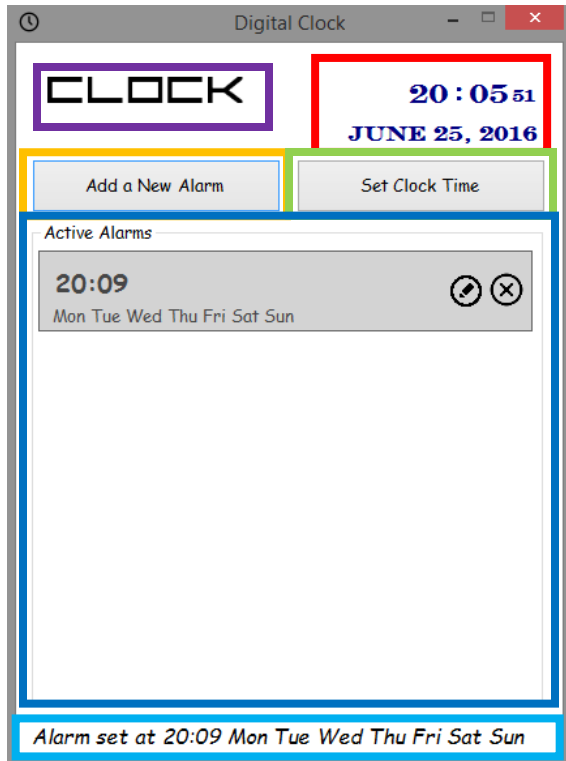 Digital Clock
CLOCK
20:05 51
JUNE 25, 2016
Add a New Alarm
Set Clock Time
Active Alarms
20:09
Mon Tue Wed Thu Fri Sat Sun
Alarm set at 20:09 Mon Tue Wed Thu Fri Sat Sun